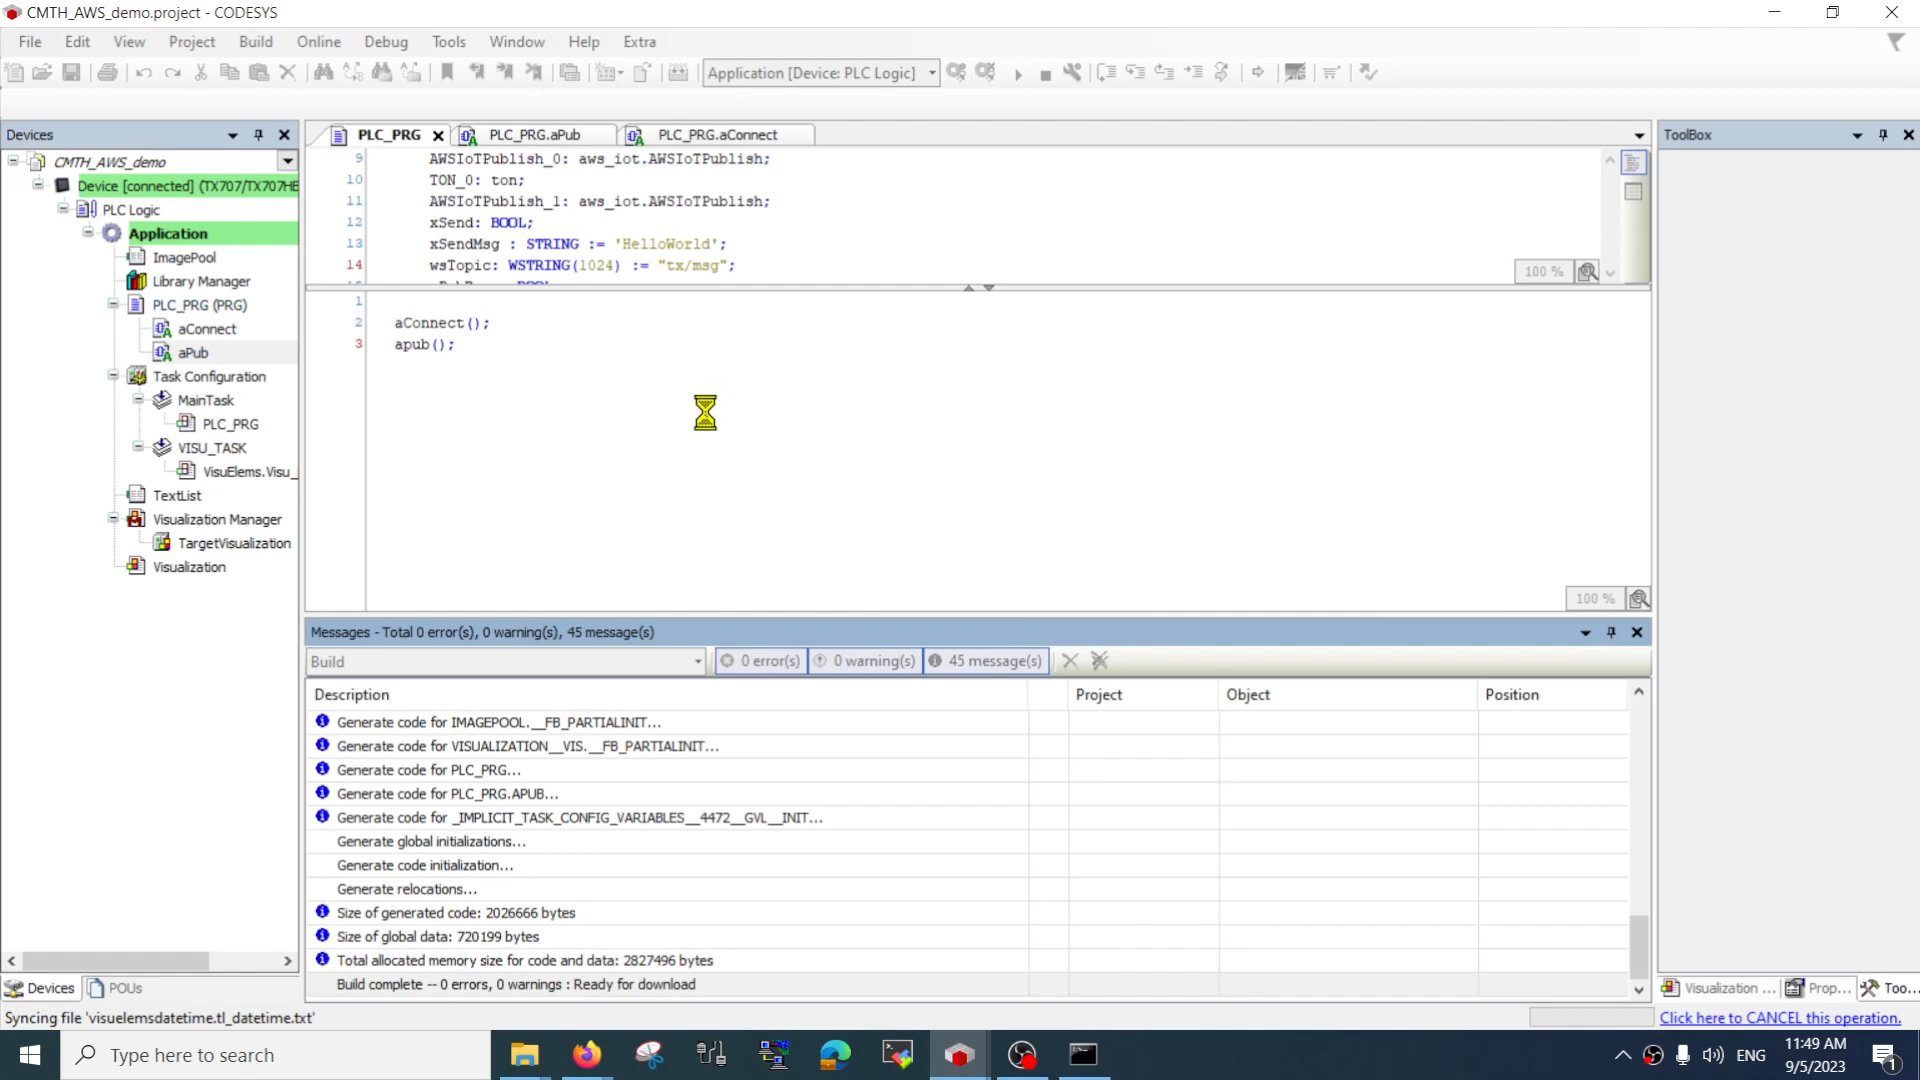 CMTH_AWS_demo.project - CODESYS
File Edit View Project Build Online Debug Tools Window Help Extra
Application [Device: PLC Logic]
Devices
CMTH_AWS_demo
Device [connected] (TX707/TX707HE
PLC Logic
Application
ImagePool
Library Manager
PLC_PRG (PRG)
aConnect
aPub
Task Configuration
MainTask
PLC_PRG
VISU_TASK
VisuElems.Visu_
TextList
Visualization Manager
TargetVisualization
Visualization
Devices POUs
PLC_PRG PLC_PRG.aPub PLC_PRG.aConnect
9 AWSIoTPublish_0: aws_iot.AWSIoTPublish;
10 TON_0: ton;
11 AWSIoTPublish_1: aws_iot.AWSIoTPublish;
12 xSend: BOOL;
13 xSendMsg : STRING := 'HelloWorld';
14 wsTopic: WSTRING(1024) := "tx/msg";
100 %
1
2 aConnect();
3 apub();
100 %
Messages - Total 0 error(s), 0 warning(s), 45 message(s)
Build 0 error(s) 0 warning(s) 45 message(s)
Description Project Object Position
Generate code for IMAGEPOOL.__FB_PARTIALINIT...
Generate code for VISUALIZATION__VIS.__FB_PARTIALINIT...
Generate code for PLC_PRG...
Generate code for PLC_PRG.APUB...
Generate code for _IMPLICIT_TASK_CONFIG_VARIABLES__4472__GVL__INIT...
Generate global initializations...
Generate code initialization...
Generate relocations...
Size of generated code: 2026666 bytes
Size of global data: 720199 bytes
Total allocated memory size for code and data: 2827496 bytes
Build complete -- 0 errors, 0 warnings : Ready for download
ToolBox
Visualization ... Prop... Too...
Syncing file 'visuelemsdatetime.tl_datetime.txt'
Click here to CANCEL this operation.
Type here to search
ENG
11:49 AM
9/5/2023
1